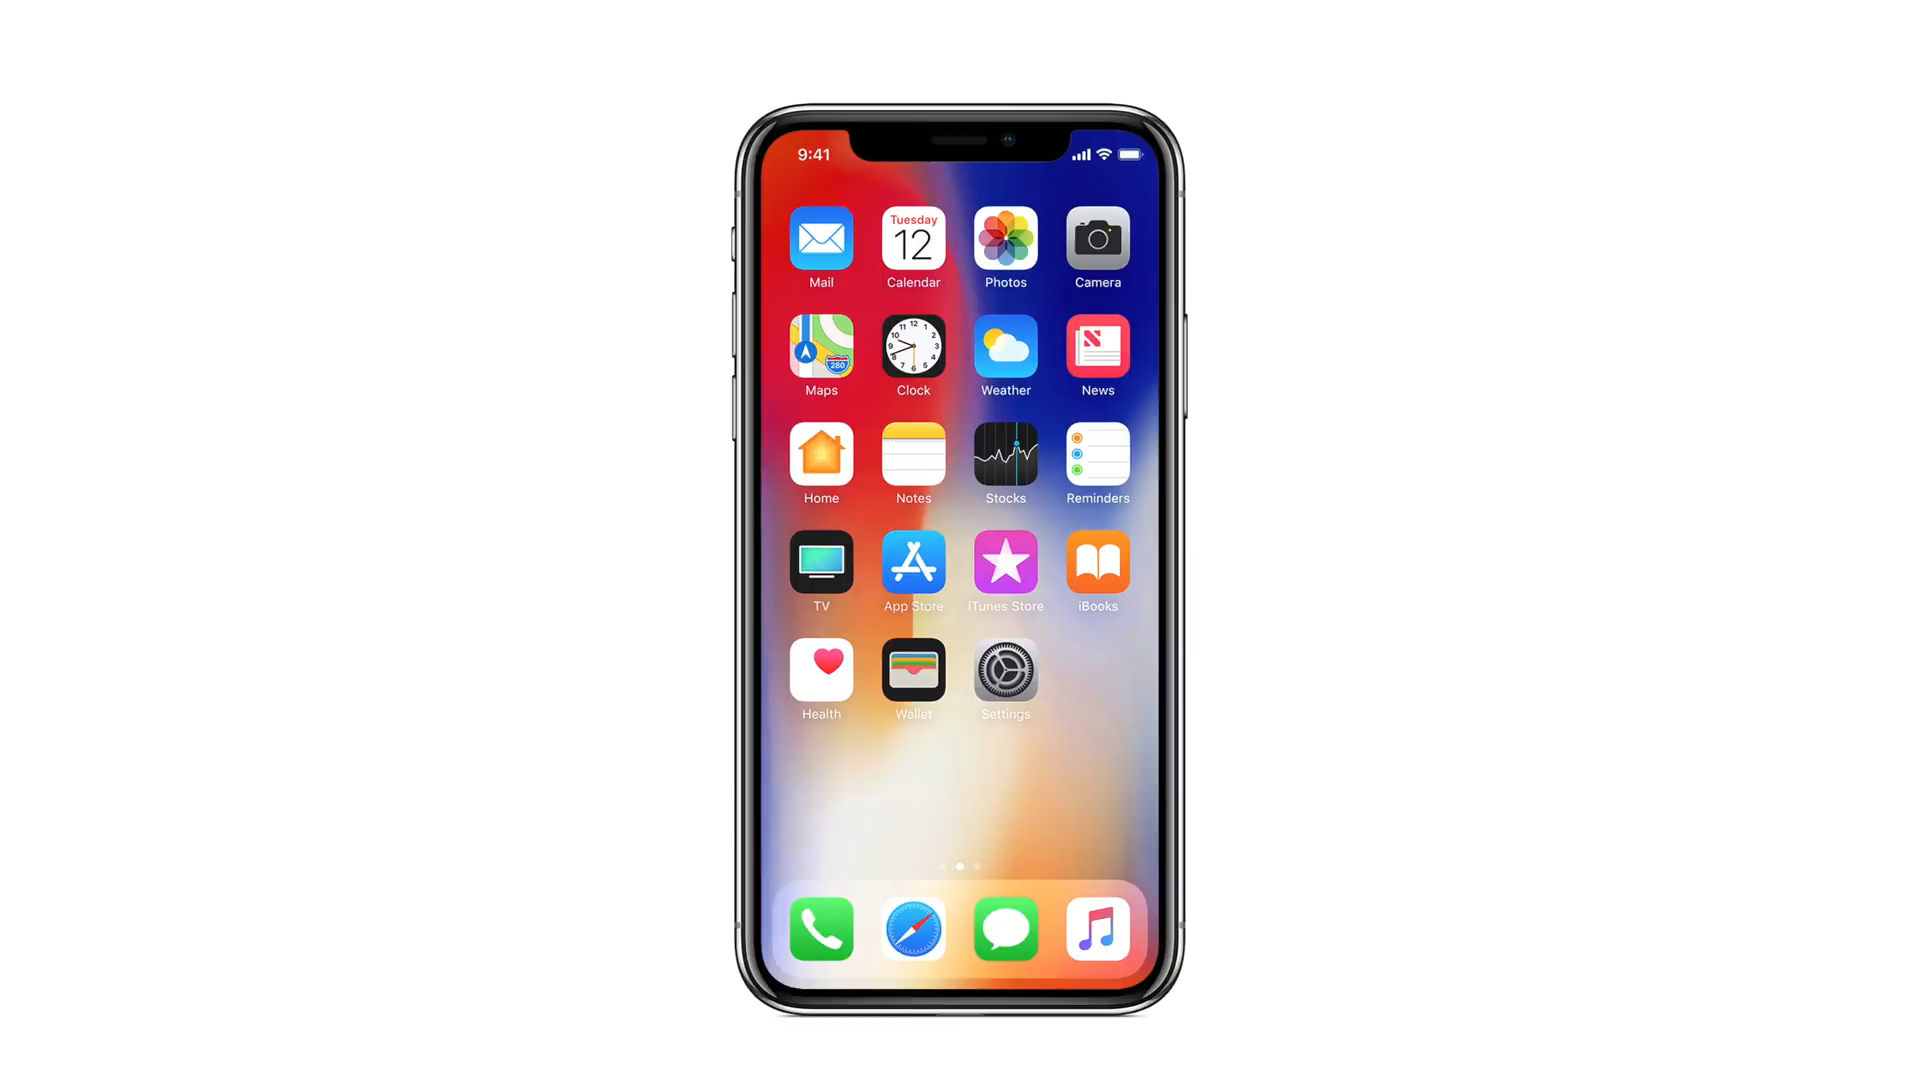 9:41
Tuesday
12
Mail Calendar Photos Camera
280
Maps Clock Weather News
Home Notes Stocks Reminders
TV App Store iTunes Store iBooks
Health Wallet Settings